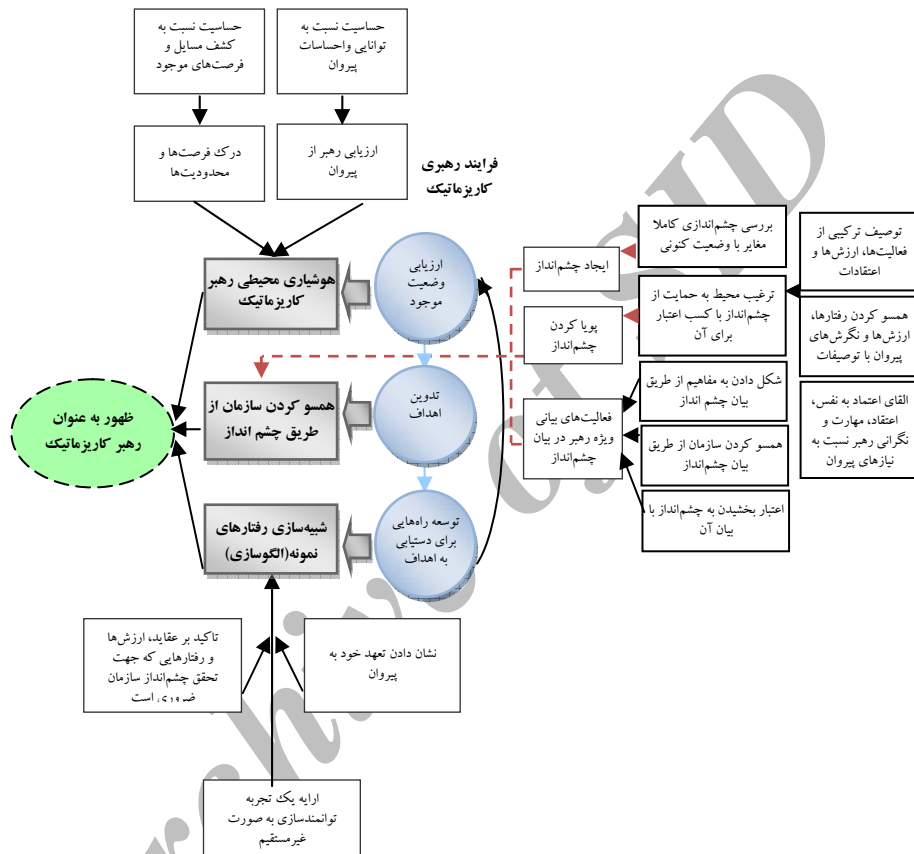 حساسیت نسبت به
کشف مسایل و
فرصت‌های موجود
حساسیت نسبت به
توانایی واحساسات
پیروان
درک فرصت‌ها و
محدودیت‌ها
ارزیابی رهبر از
پیروان
فرایند رهبری
کاریزماتیک
توصیف ترکیبی از
فعالیت‌ها، ارزش‌ها و
اعتقادات
همسو کردن رفتارها،
ارزش‌ها و نگرش‌های
پیروان با توصیفات
القای اعتماد به نفس،
اعتقاد، مهارت و
نگرانی رهبر نسبت به
نیازهای پیروان
بررسی چشم‌اندازی کاملا
مغایر با وضعیت کنونی
ترغیب محیط به حمایت از
چشم‌انداز با کسب اعتبار
برای آن
شکل دادن به مفاهیم از طریق
بیان چشم انداز
همسو کردن سازمان از طریق
بیان چشم‌انداز
اعتبار بخشیدن به چشم‌انداز با
بیان آن
ایجاد چشم‌انداز
پویا کردن
چشم‌انداز
فعالیت‌های بیانی
ویژه رهبر در بیان
چشم‌انداز
ارزیابی
وضعیت
موجود
تدوین
اهداف
توسعه راه‌هایی
برای دستیابی
به اهداف
هوشیاری محیطی رهبر
کاریزماتیک
همسو کردن سازمان از
طریق چشم انداز
شبیه‌سازی رفتارهای
نمونه(الگوسازی)
ظهور به عنوان
رهبر کاریزماتیک
تاکید بر عقاید، ارزش‌ها
و رفتارهایی که جهت
تحقق چشم‌انداز سازمان
ضروری است
نشان دادن تعهد خود به
پیروان
ارایه یک تجربه
توانمندسازی به صورت
غیرمستقیم
Archive of SID